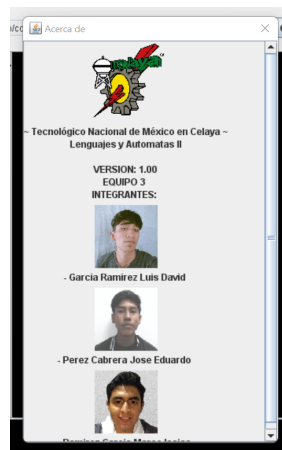 Acerca de
~ Tecnológico Nacional de México en Celaya ~
Lenguajes y Automatas II
VERSION: 1.00
EQUIPO 3
INTEGRANTES:
- Garcia Ramirez Luis David
- Perez Cabrera Jose Eduardo